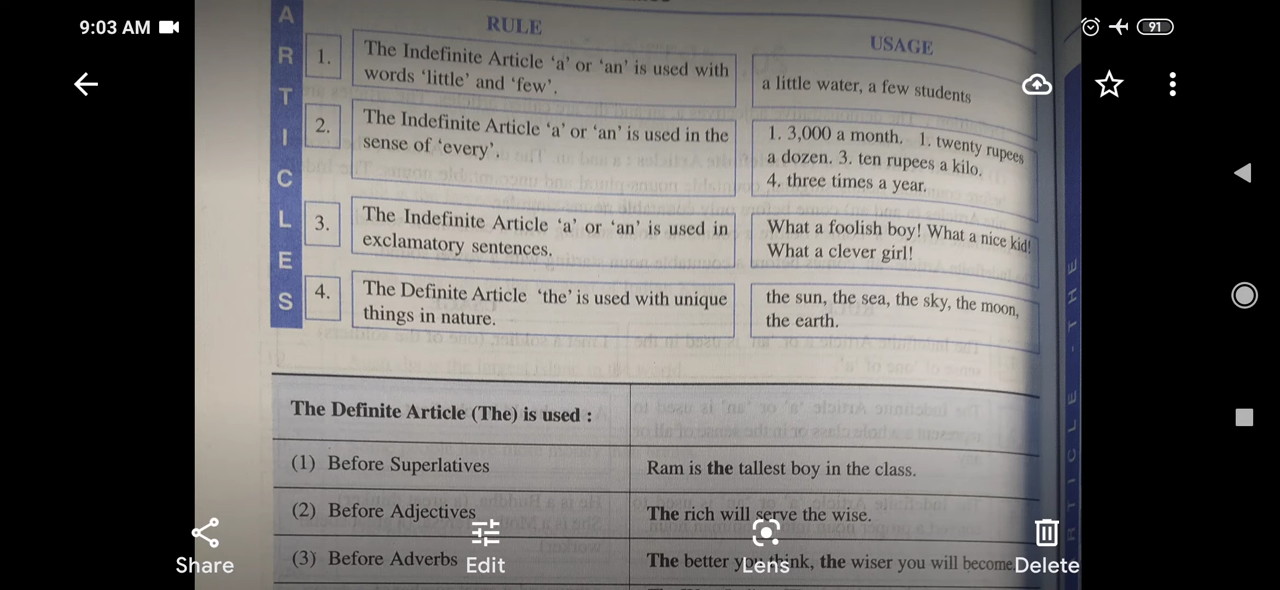 9:03 AM
91
ARTICLES
RULE
USAGE
1.
The Indefinite Article ‘a’ or ‘an’ is used with
words ‘little’ and ‘few’.
a little water, a few students
2.
The Indefinite Article ‘a’ or ‘an’ is used in the
sense of ‘every’.
1. 3,000 a month. 1. twenty rupees
a dozen. 3. ten rupees a kilo.
4. three times a year.
3.
The Indefinite Article ‘a’ or ‘an’ is used in
exclamatory sentences.
What a foolish boy! What a nice kid!
What a clever girl!
4.
The Definite Article ‘the’ is used with unique
things in nature.
the sun, the sea, the sky, the moon,
the earth.
The Definite Article (The) is used :
(1) Before Superlatives
Ram is the tallest boy in the class.
(2) Before Adjectives
The rich will serve the wise.
(3) Before Adverbs
The better you think, the wiser you will become.
RTICLE - THE
Share
Edit
Lens
Delete